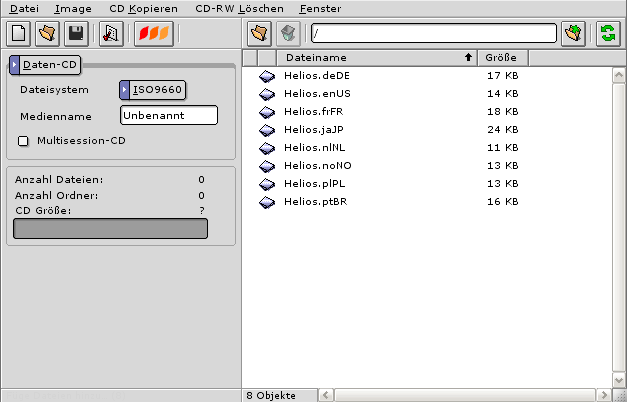 Datei Image CD Kopieren CD-RW Löschen Fenster
/
Daten-CD
Dateisystem ISO9660
Medienname Unbenannt
Multisession-CD
Anzahl Dateien: 0
Anzahl Ordner: 0
CD Größe: ?
Dateiname Größe
Helios.deDE 17 KB
Helios.enUS 14 KB
Helios.frFR 18 KB
Helios.jaJP 24 KB
Helios.nlNL 11 KB
Helios.noNO 13 KB
Helios.plPL 13 KB
Helios.ptBR 16 KB
8 Objekte